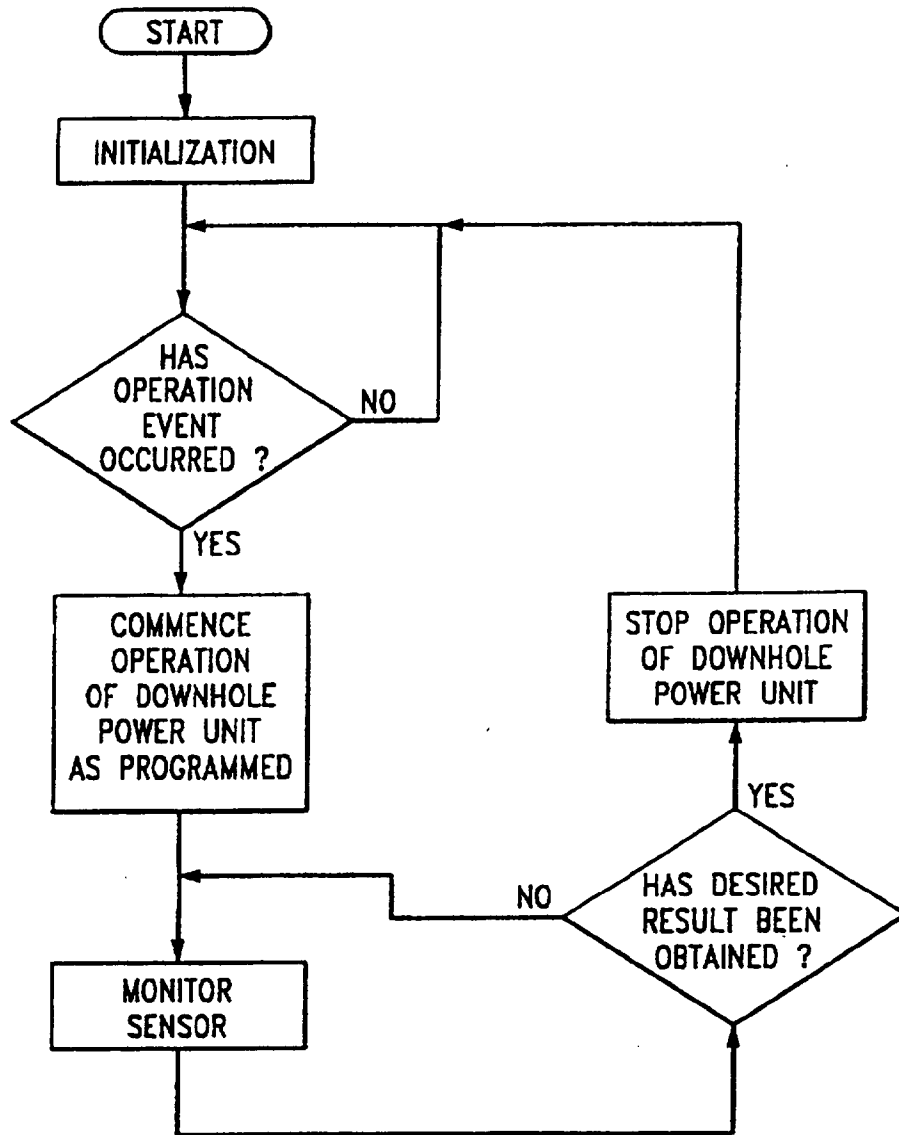 START
INITIALIZATION
HAS
OPERATION
EVENT
OCCURRED ?
NO
YES
COMMENCE
OPERATION
OF DOWNHOLE
POWER UNIT
AS PROGRAMMED
MONITOR
SENSOR
HAS DESIRED
RESULT BEEN
OBTAINED ?
NO
YES
STOP OPERATION
OF DOWNHOLE
POWER UNIT